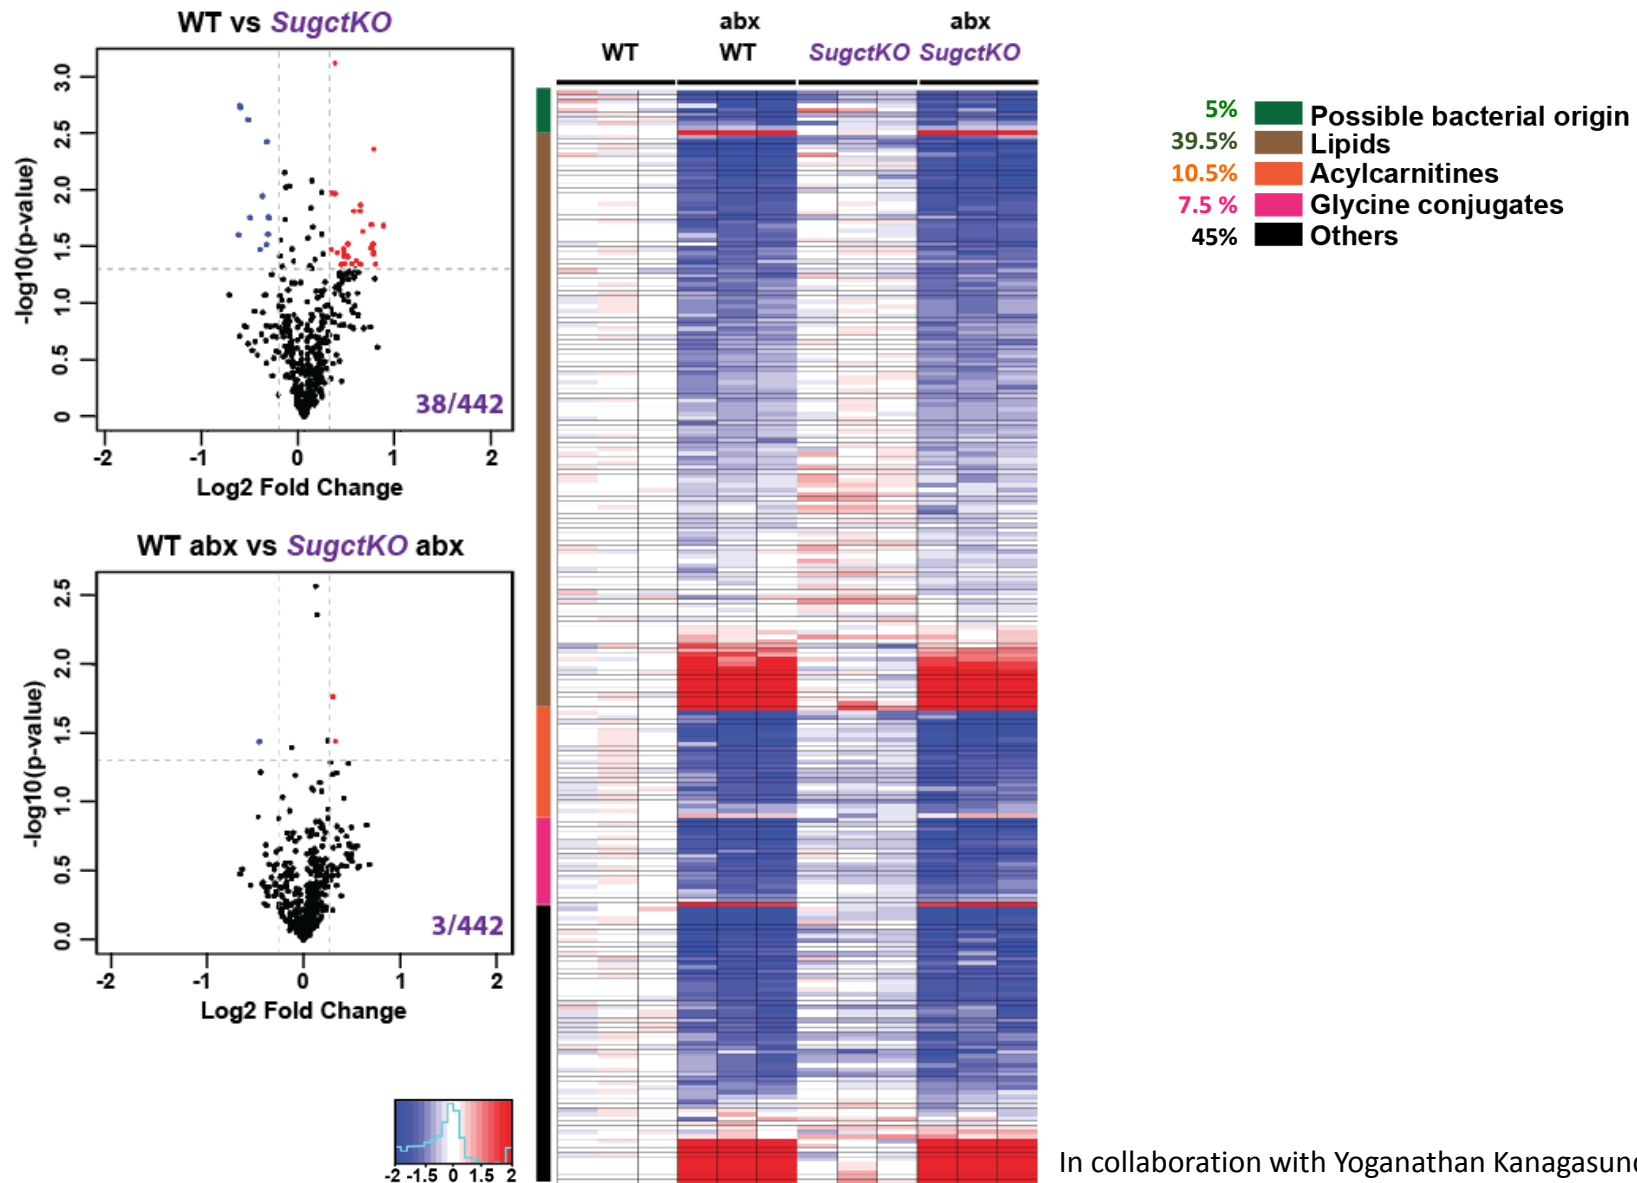 WT vs SugctKO
-log10(p-value)
3.0
2.5
2.0
1.5
1.0
0.5
0
38/442
-2 -1 0 1 2
Log2 Fold Change
WT abx vs SugctKO abx
-log10(p-value)
2.5
2.0
1.5
1.0
0.5
0.0
3/442
-2 -1 0 1 2
Log2 Fold Change
-2 -1.5 0 1.5 2
abx abx
WT WT SugctKO SugctKO
5% Possible bacterial origin
39.5% Lipids
10.5% Acylcarnitines
7.5 % Glycine conjugates
45% Others
In collaboration with Yoganathan